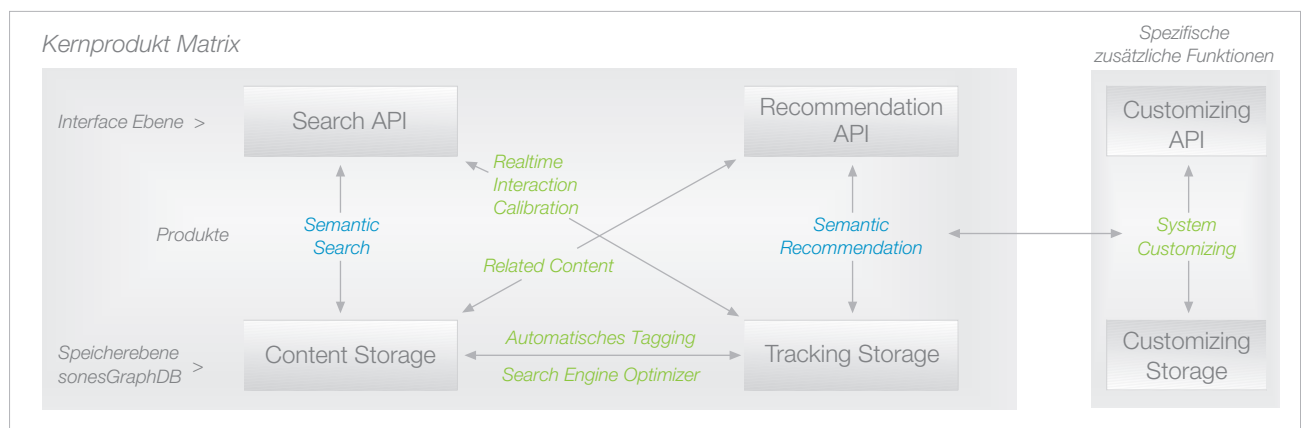 Kernprodukt Matrix
Spezifische
zusätzliche Funktionen
Interface Ebene >
Search API
Recommendation
API
Customizing
API
Realtime
Interaction
Calibration
Produkte
Semantic
Search
Related Content
Semantic
Recommendation
System
Customizing
Speicherebene
sonesGraphDB >
Content Storage
Automatisches Tagging
Search Engine Optimizer
Tracking Storage
Customizing
Storage